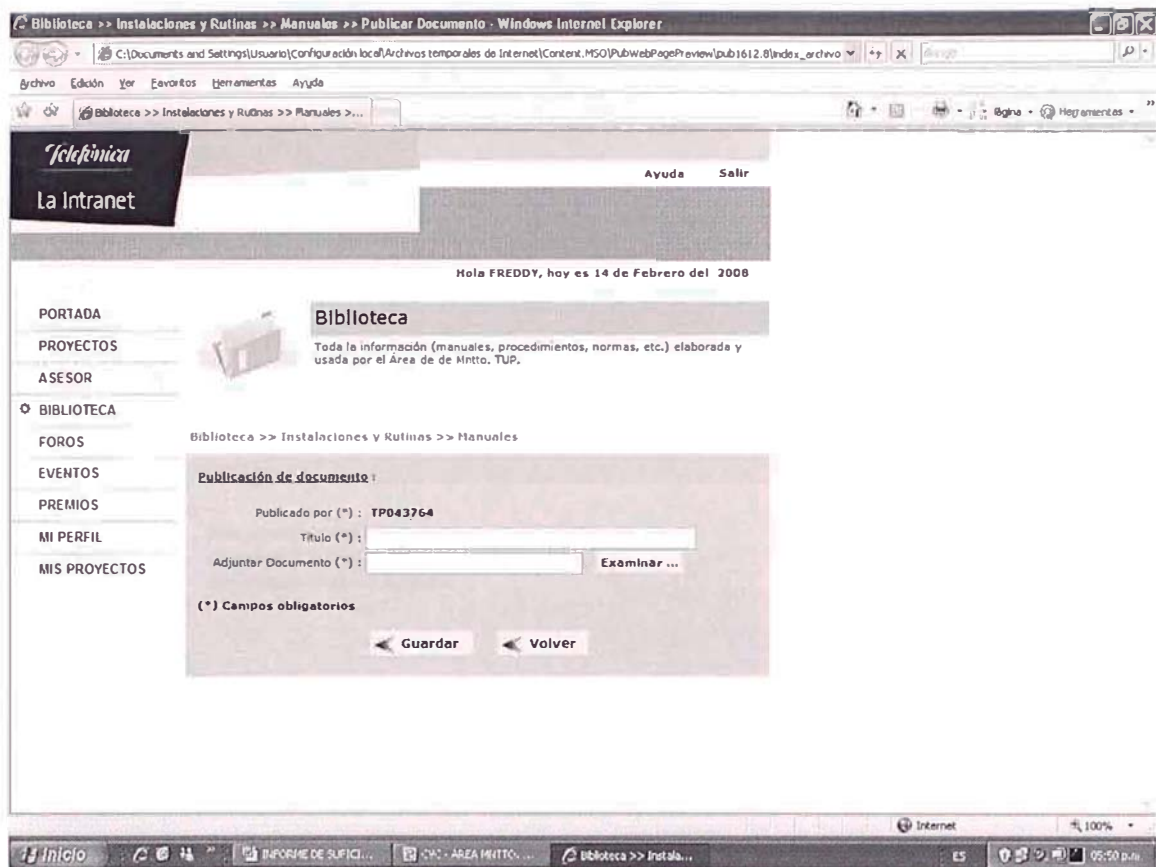 Biblioteca >> Instalaciones y Rutinas >> Manuales >> Publicar Documento - Windows Internet Explorer
C:\Documents and Settings\Usuario\Configuración local\Archivos temporales de Internet\Content.MSO\PubWebPagePreview\pub1612.8\index_archivo
Archivo Edición Ver Favoritos Herramientas Ayuda
Biblioteca >> Instalaciones y Rutinas >> Manuales >...
Página
Herramientas
Telefónica
La Intranet
Ayuda Salir
Hola FREDDY, hoy es 14 de Febrero del 2008
PORTADA
PROYECTOS
ASESOR
BIBLIOTECA
FOROS
EVENTOS
PREMIOS
MI PERFIL
MIS PROYECTOS
Biblioteca
Toda la información (manuales, procedimientos, normas, etc.) elaborada y
usada por el Área de de Mntto. TUP.
Biblioteca >> Instalaciones y Rutinas >> Manuales
Publicación de documento :
Publicado por (*) : TP043764
Título (*) :
Adjuntar Documento (*) : Examinar ...
(*) Campos obligatorios
Guardar Volver
Internet 100%
Inicio
INFORME DE SUFICI...
CVC - ÁREA MNTTO. ...
Biblioteca >> Instala...
ES 05:50 p.m.